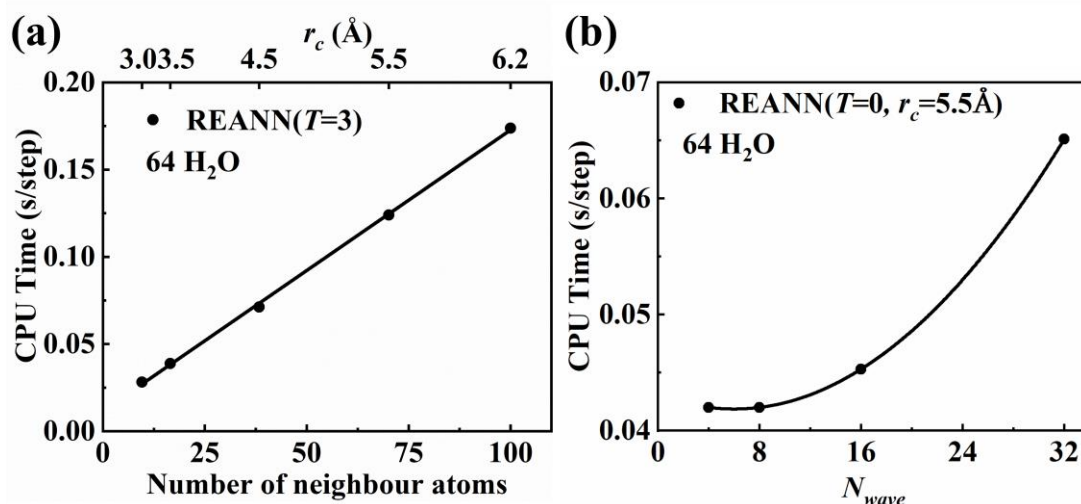 (a)
r_c (Å)
3.03.5 4.5 5.5 6.2
0.20
0.15
0.10
0.05
0.00
CPU Time (s/step)
REANN(T=3)
64 H₂O
0 25 50 75 100
Number of neighbour atoms
(b)
0.07
0.06
0.05
0.04
CPU Time (s/step)
REANN(T=0, r_c=5.5Å)
64 H₂O
0 8 16 24 32
N_wave